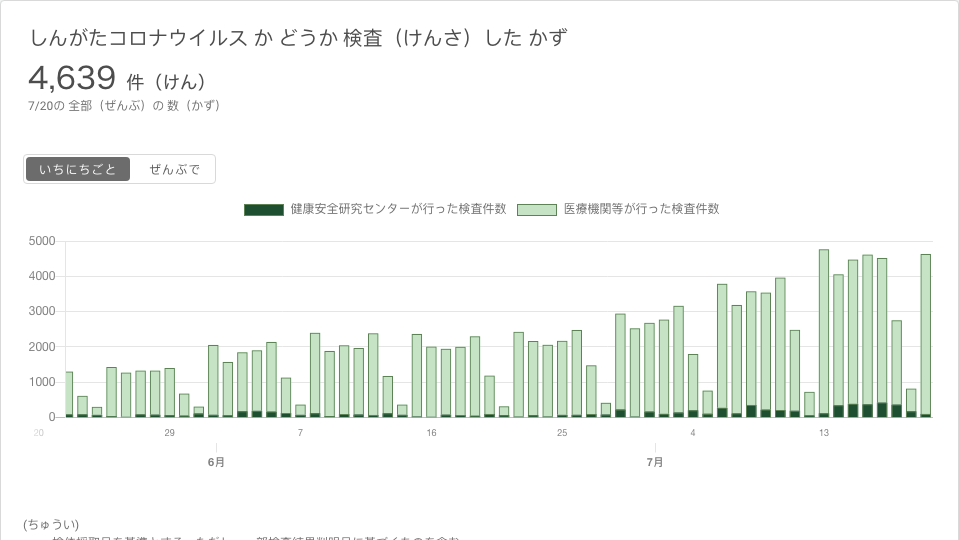 しんがたコロナウイルス か どうか 検査（けんさ）した かず
4,639 件（けん）
7/20の 全部（ぜんぶ）の 数（かず）
いちにちごと ぜんぶで
健康安全研究センターが行った検査件数 医療機関等が行った検査件数
5000
4000
3000
2000
1000
0
20 29 7 16 25 4 13
6月 7月
(ちゅうい)